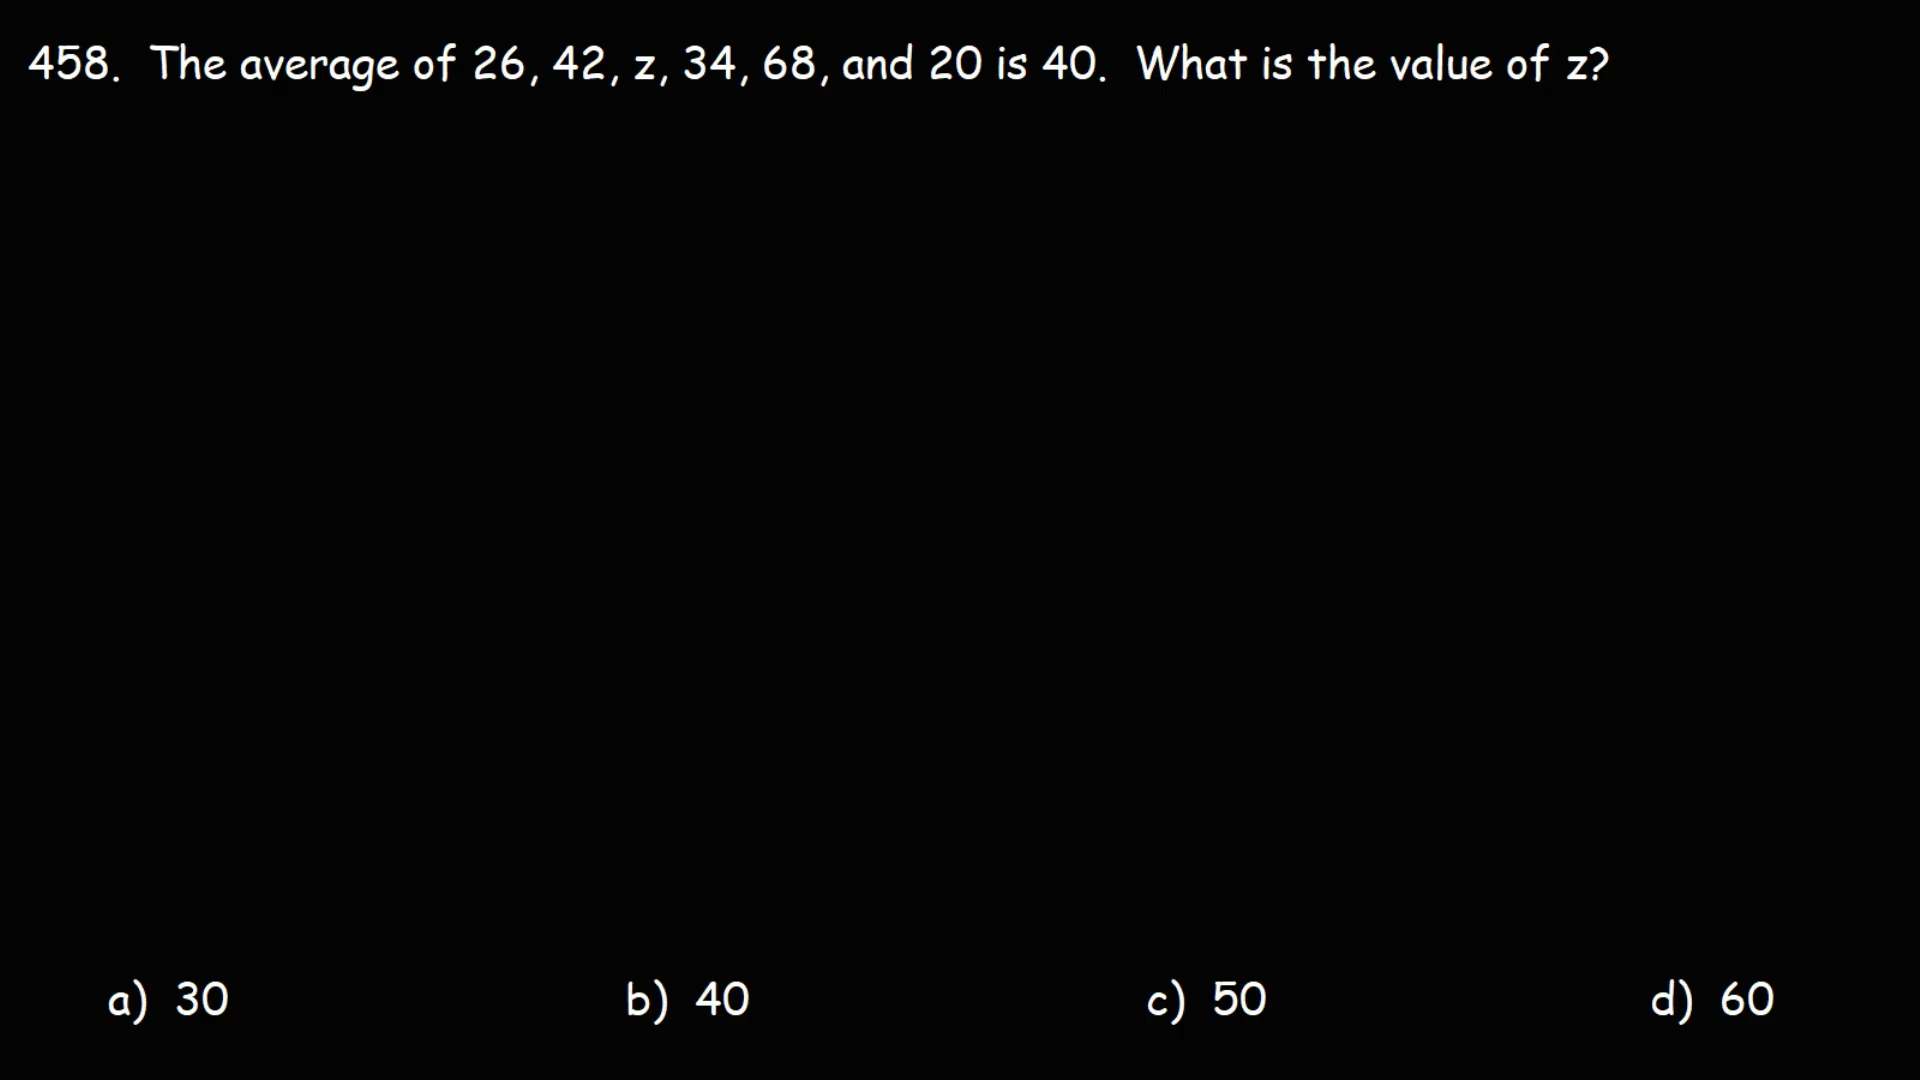 458. The average of 26, 42, z, 34, 68, and 20 is 40. What is the value of z?
a) 30 b) 40 c) 50 d) 60